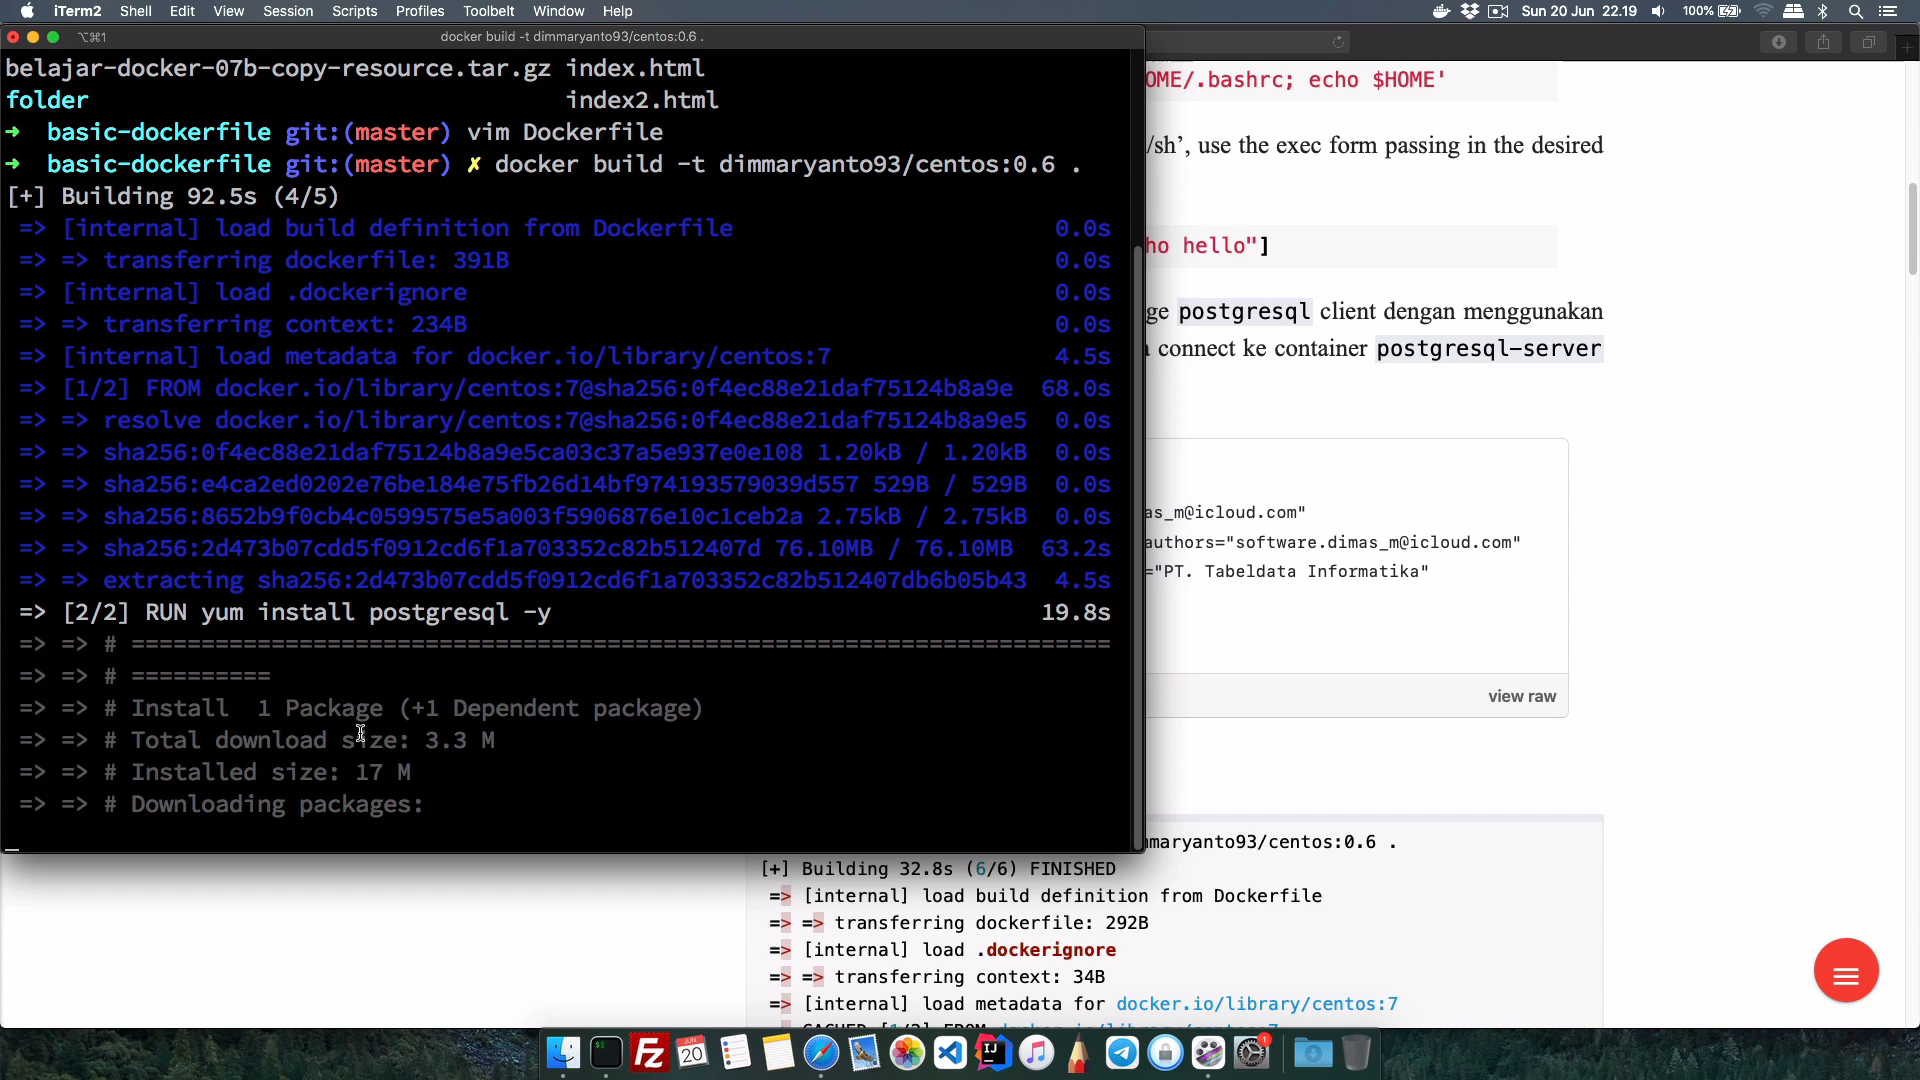 iTerm2 Shell Edit View Session Scripts Profiles Toolbelt Window Help
Sun 20 Jun 22.19 100%
⌥⌘1 docker build -t dimmaryanto93/centos:0.6 .
belajar-docker-07b-copy-resource.tar.gz index.html
folder index2.html
➜ basic-dockerfile git:(master) vim Dockerfile
➜ basic-dockerfile git:(master) ✗ docker build -t dimmaryanto93/centos:0.6 .
[+] Building 92.5s (4/5)
=> [internal] load build definition from Dockerfile 0.0s
=> => transferring dockerfile: 391B 0.0s
=> [internal] load .dockerignore 0.0s
=> => transferring context: 234B 0.0s
=> [internal] load metadata for docker.io/library/centos:7 4.5s
=> [1/2] FROM docker.io/library/centos:7@sha256:0f4ec88e21daf75124b8a9e 68.0s
=> => resolve docker.io/library/centos:7@sha256:0f4ec88e21daf75124b8a9e5 0.0s
=> => sha256:0f4ec88e21daf75124b8a9e5ca03c37a5e937e0e108 1.20kB / 1.20kB 0.0s
=> => sha256:e4ca2ed0202e76be184e75fb26d14bf974193579039d557 529B / 529B 0.0s
=> => sha256:8652b9f0cb4c0599575e5a003f5906876e10c1ceb2a 2.75kB / 2.75kB 0.0s
=> => sha256:2d473b07cdd5f0912cd6f1a703352c82b512407d 76.10MB / 76.10MB 63.2s
=> => extracting sha256:2d473b07cdd5f0912cd6f1a703352c82b512407db6b05b43 4.5s
=> [2/2] RUN yum install postgresql -y 19.8s
=> => # ======================================================================
=> => # ==========
=> => # Install  1 Package (+1 Dependent package)
=> => # Total download size: 3.3 M
=> => # Installed size: 17 M
=> => # Downloading packages:
OME/.bashrc; echo $HOME'
/sh’, use the exec form passing in the desired
ho hello"]
ge postgresql client dengan menggunakan
a connect ke container postgresql-server
as_m@icloud.com"
authors="software.dimas_m@icloud.com"
="PT. Tabeldata Informatika"
view raw
maryanto93/centos:0.6 .
[+] Building 32.8s (6/6) FINISHED
=> [internal] load build definition from Dockerfile
=> => transferring dockerfile: 292B
=> [internal] load .dockerignore
=> => transferring context: 34B
=> [internal] load metadata for docker.io/library/centos:7
JUN
20
1